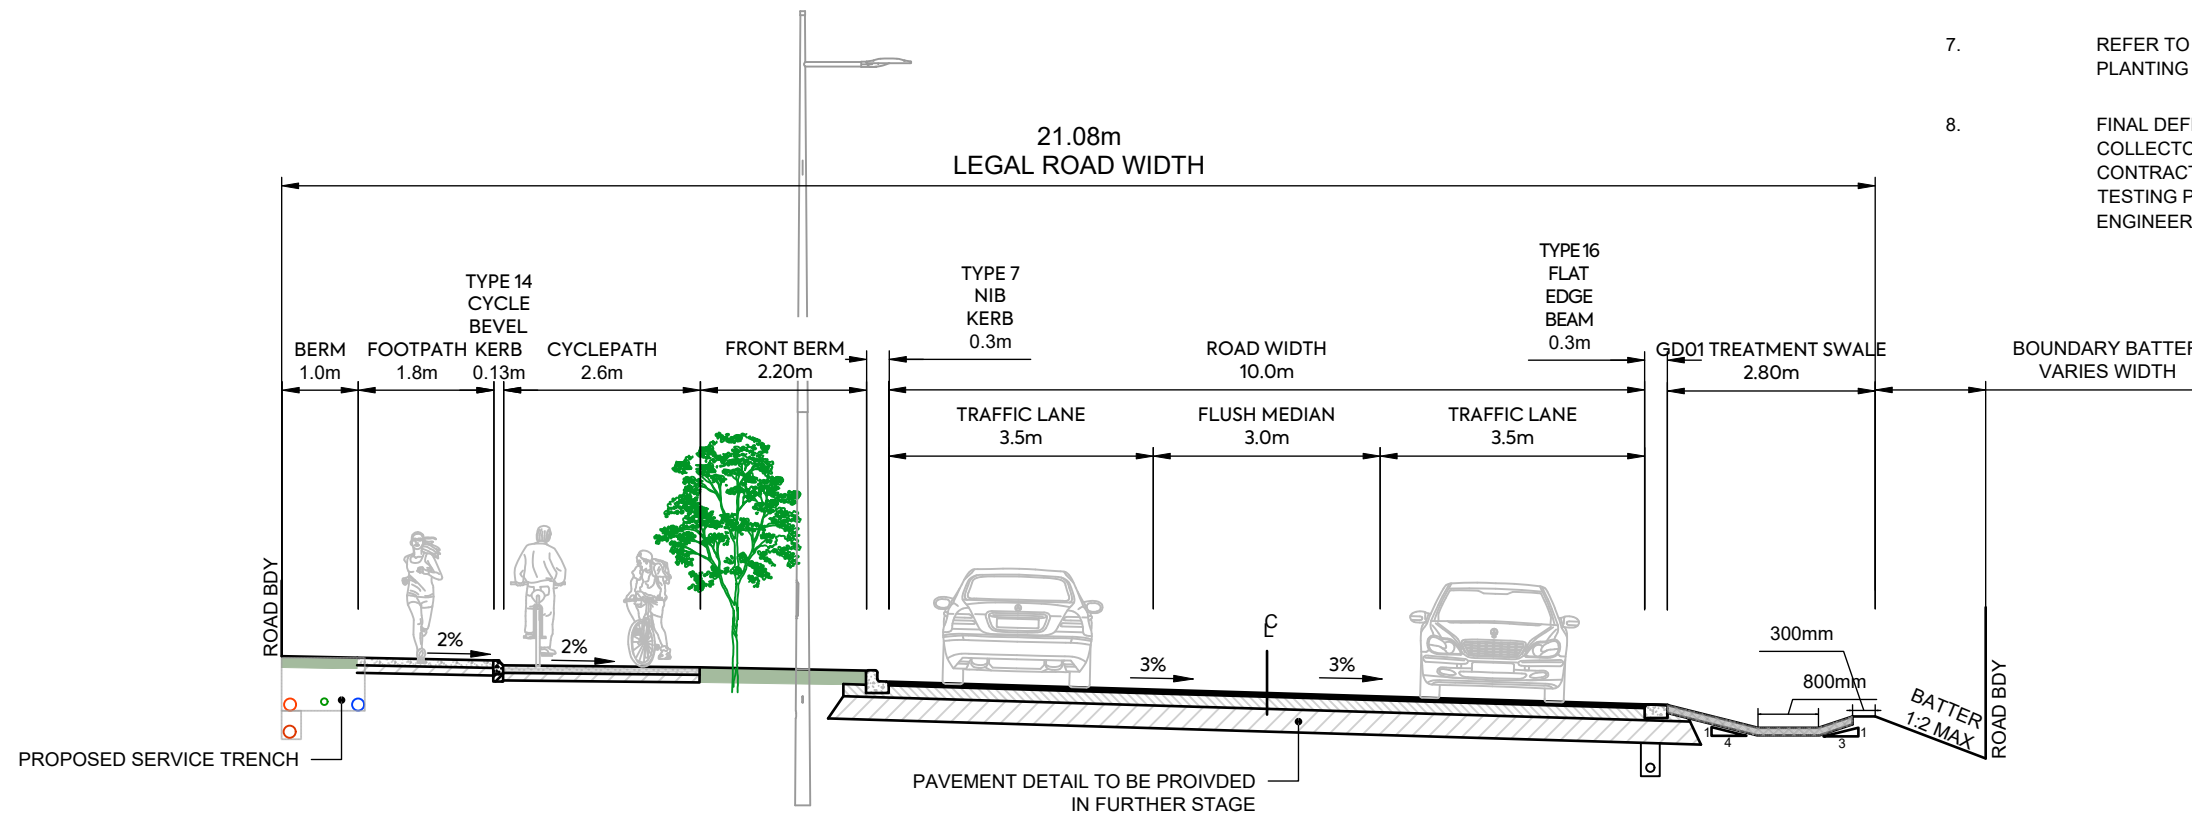 7. REFER TO
PLANTING
8. FINAL DEF
COLLECTO
CONTRACT
TESTING P
ENGINEER
21.08m
LEGAL ROAD WIDTH
BERM
1.0m
FOOTPATH
1.8m
TYPE 14
CYCLE
BEVEL
KERB
0.13m
CYCLEPATH
2.6m
FRONT BERM
2.20m
TYPE 7
NIB
KERB
0.3m
ROAD WIDTH
10.0m
TYPE 16
FLAT
EDGE
BEAM
0.3m
GD01 TREATMENT SWALE
2.80m
BOUNDARY BATTER
VARIES WIDTH
TRAFFIC LANE
3.5m
FLUSH MEDIAN
3.0m
TRAFFIC LANE
3.5m
ROAD BDY
2%
2%
CL
3%
3%
300mm
800mm
1
4
3
1
BATTER
1:2 MAX
ROAD BDY
PROPOSED SERVICE TRENCH
PAVEMENT DETAIL TO BE PROIVDED
IN FURTHER STAGE